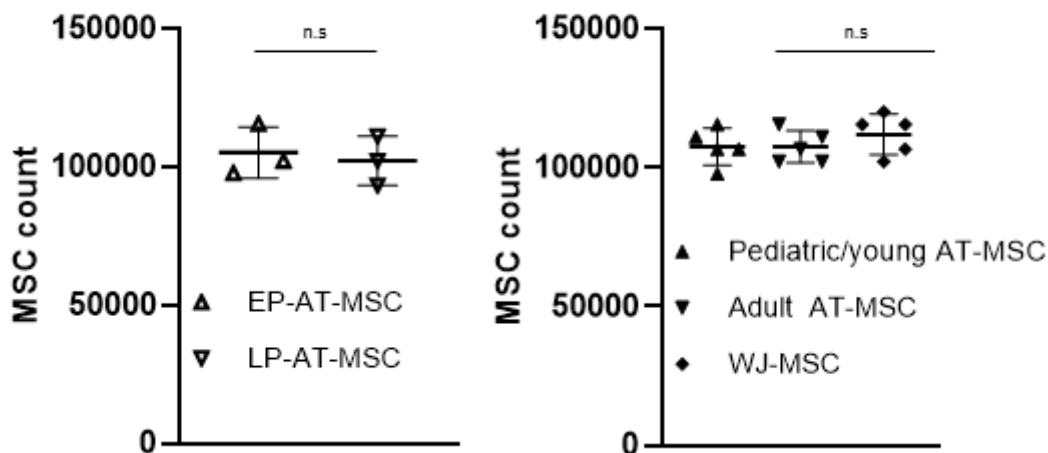 150000
n.s
100000
MSC count
50000
EP-AT-MSC
LP-AT-MSC
0
150000
n.s
100000
MSC count
Pediatric/young AT-MSC
50000
Adult AT-MSC
WJ-MSC
0